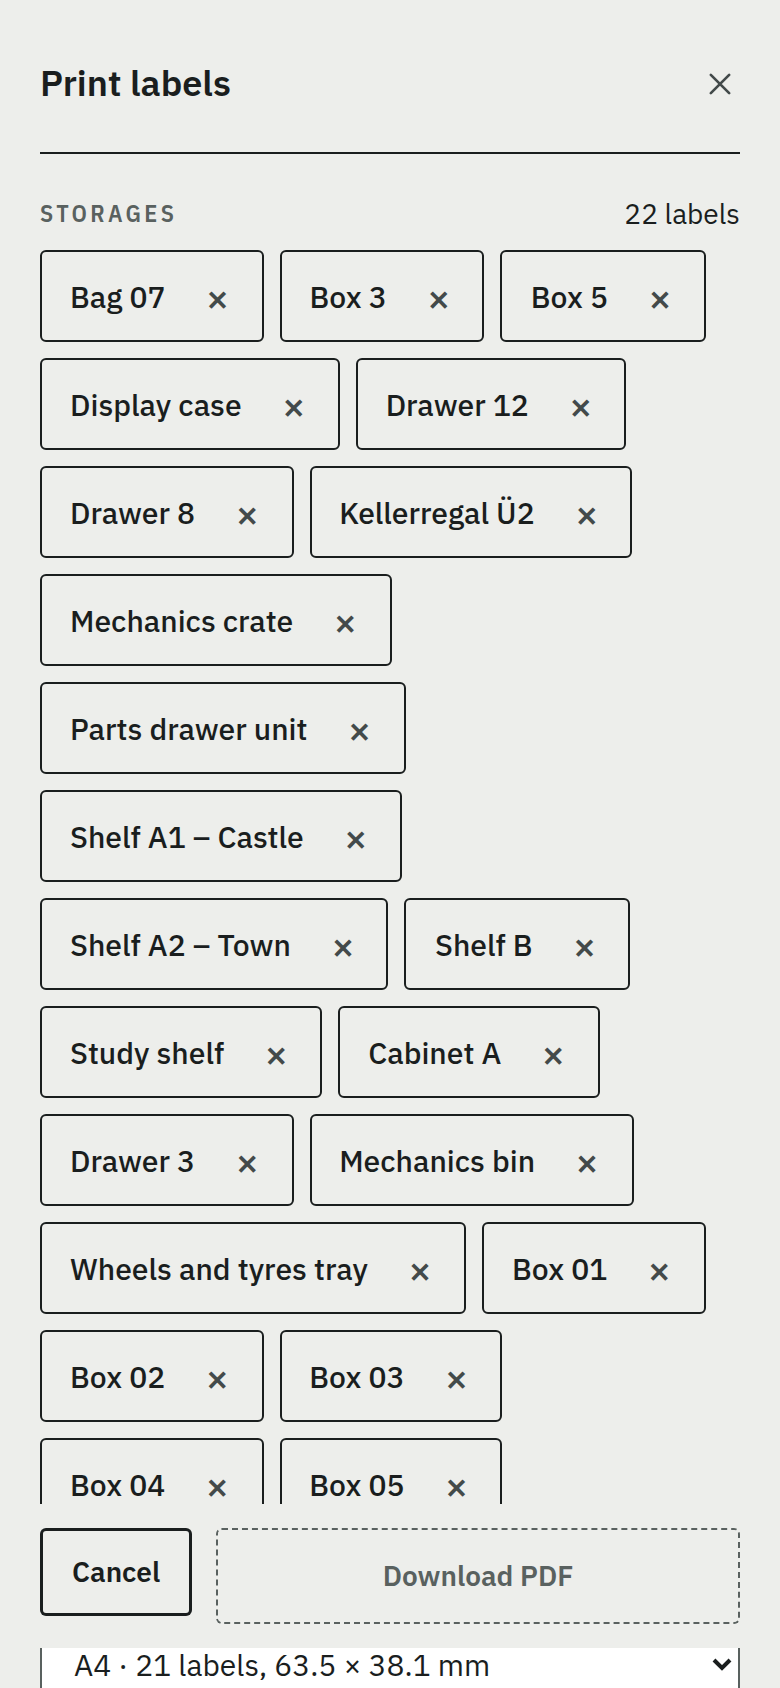 Print labels
STORAGES 22 labels
Bag 07 × Box 3 × Box 5 ×
Display case × Drawer 12 ×
Drawer 8 × Kellerregal Ü2 ×
Mechanics crate ×
Parts drawer unit ×
Shelf A1 – Castle ×
Shelf A2 – Town × Shelf B ×
Study shelf × Cabinet A ×
Drawer 3 × Mechanics bin ×
Wheels and tyres tray × Box 01 ×
Box 02 × Box 03 ×
Box 04 × Box 05 ×
Cancel Download PDF
A4 · 21 labels, 63.5 × 38.1 mm